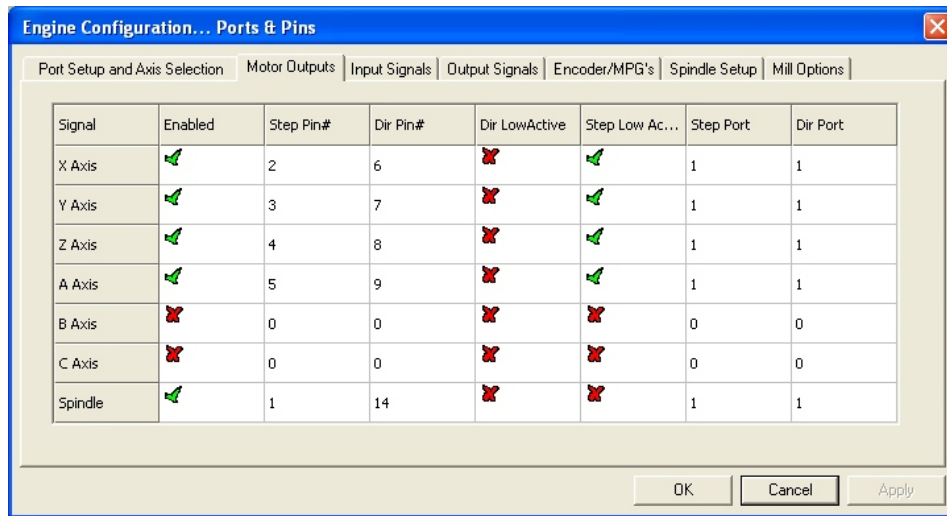 Engine Configuration... Ports & Pins
Port Setup and Axis Selection Motor Outputs Input Signals Output Signals Encoder/MPG's Spindle Setup Mill Options
Signal Enabled Step Pin# Dir Pin# Dir LowActive Step Low Ac... Step Port Dir Port
X Axis 2 6 1 1
Y Axis 3 7 1 1
Z Axis 4 8 1 1
A Axis 5 9 1 1
B Axis 0 0 0 0
C Axis 0 0 0 0
Spindle 1 14 1 1
OK Cancel Apply